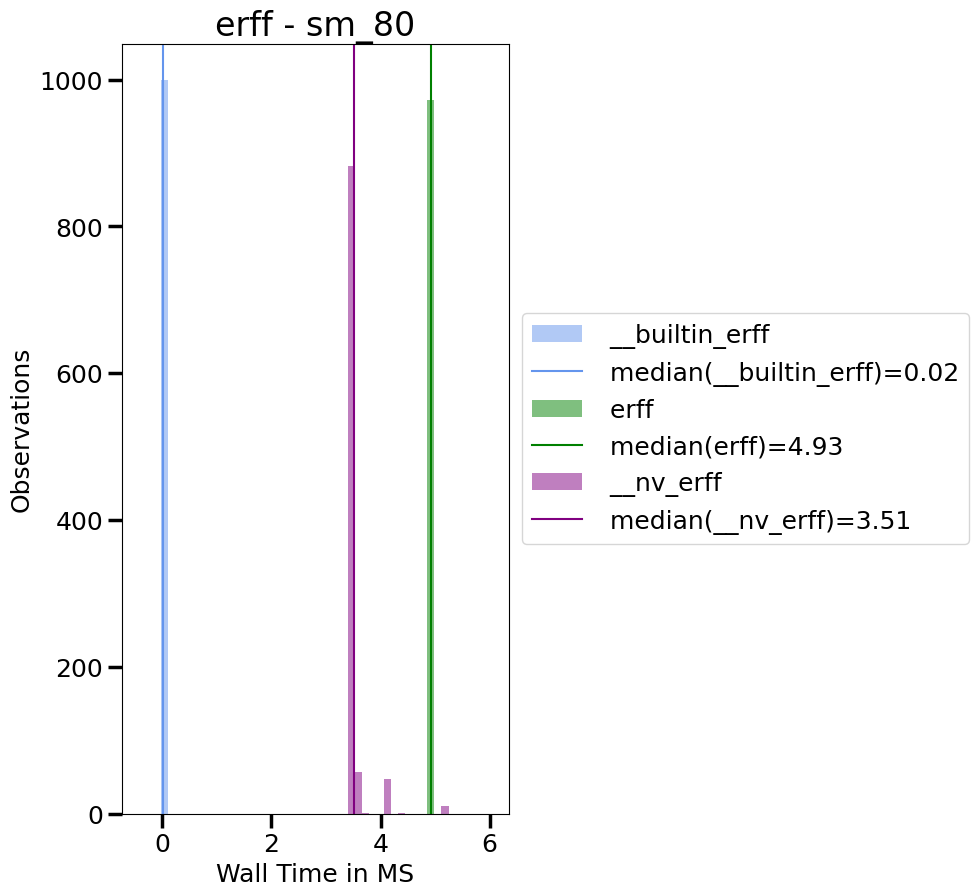 erff - sm_80
1000
800
600
400
200
0
Observations
0 2 4 6
Wall Time in MS
__builtin_erff
median(__builtin_erff)=0.02
erff
median(erff)=4.93
__nv_erff
median(__nv_erff)=3.51